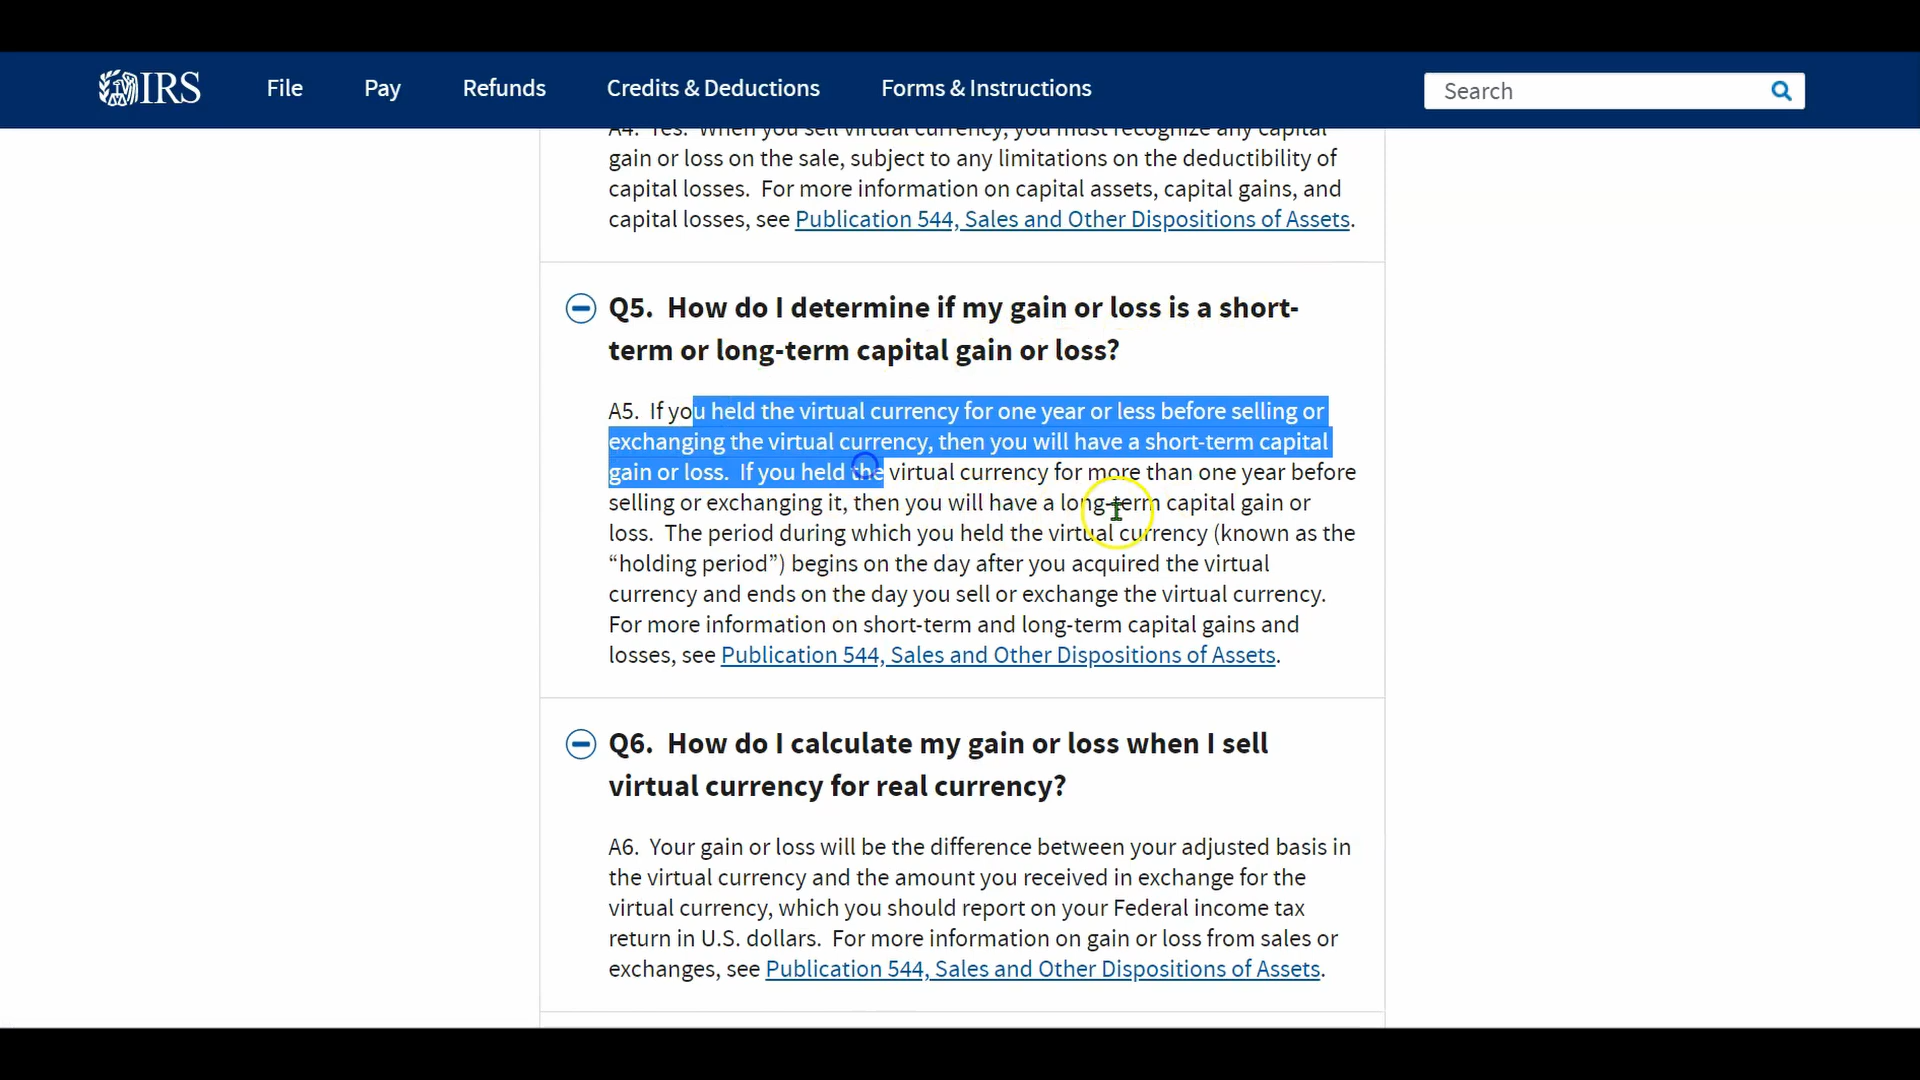 IRS
File
Pay
Refunds
Credits & Deductions
Forms & Instructions
Search
A4.  Yes.  When you sell virtual currency, you must recognize any capital
gain or loss on the sale, subject to any limitations on the deductibility of
capital losses.  For more information on capital assets, capital gains, and
capital losses, see Publication 544, Sales and Other Dispositions of Assets.
Q5.  How do I determine if my gain or loss is a short-
term or long-term capital gain or loss?
A5.  If you held the virtual currency for one year or less before selling or
exchanging the virtual currency, then you will have a short-term capital
gain or loss.  If you held the virtual currency for more than one year before
selling or exchanging it, then you will have a long-term capital gain or
loss.  The period during which you held the virtual currency (known as the
“holding period”) begins on the day after you acquired the virtual
currency and ends on the day you sell or exchange the virtual currency.
For more information on short-term and long-term capital gains and
losses, see Publication 544, Sales and Other Dispositions of Assets.
Q6.  How do I calculate my gain or loss when I sell
virtual currency for real currency?
A6.  Your gain or loss will be the difference between your adjusted basis in
the virtual currency and the amount you received in exchange for the
virtual currency, which you should report on your Federal income tax
return in U.S. dollars.  For more information on gain or loss from sales or
exchanges, see Publication 544, Sales and Other Dispositions of Assets.